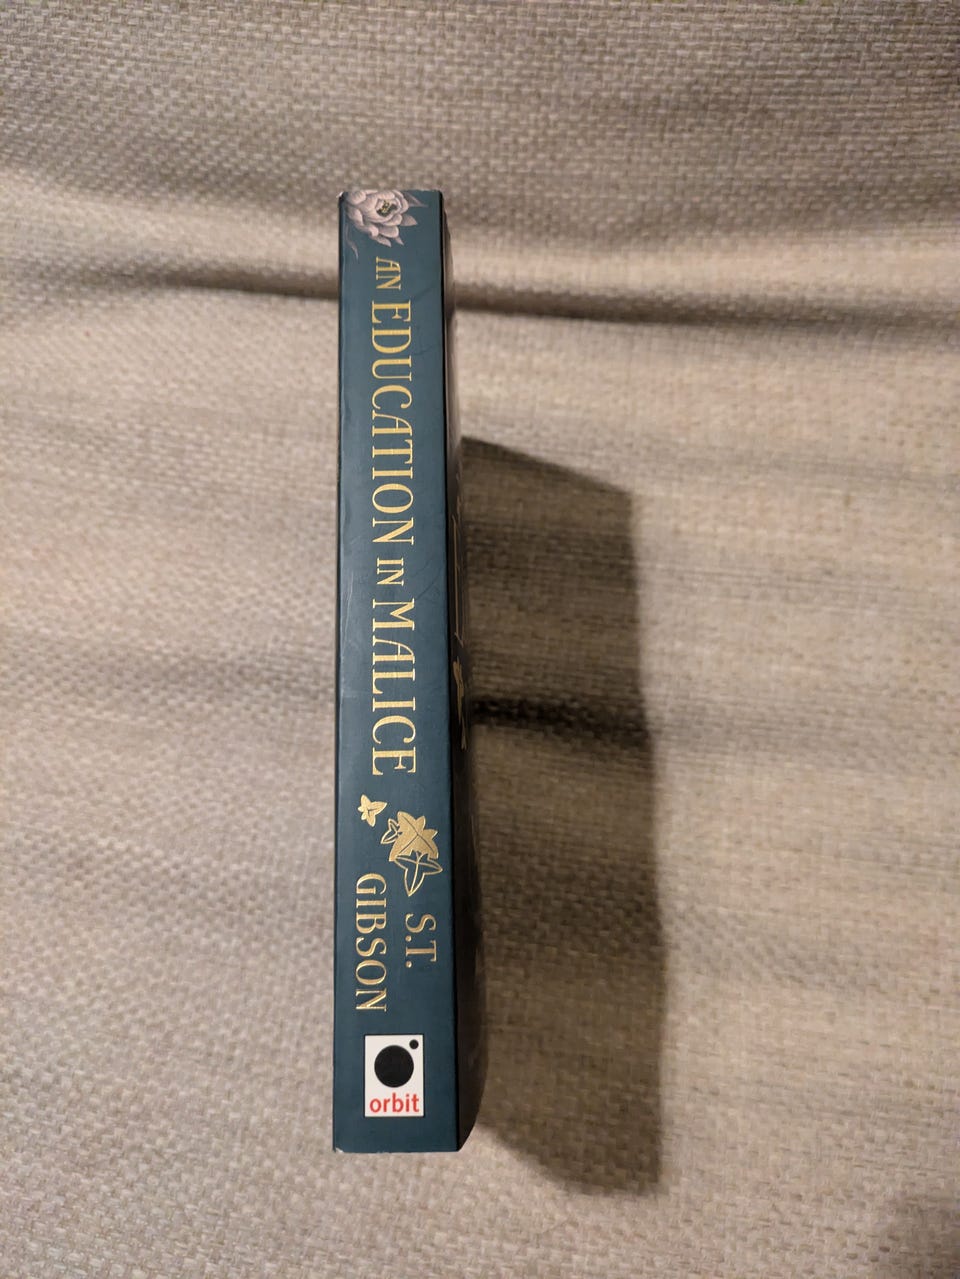 AN EDUCATION IN MALICE
S.T.
GIBSON
orbit